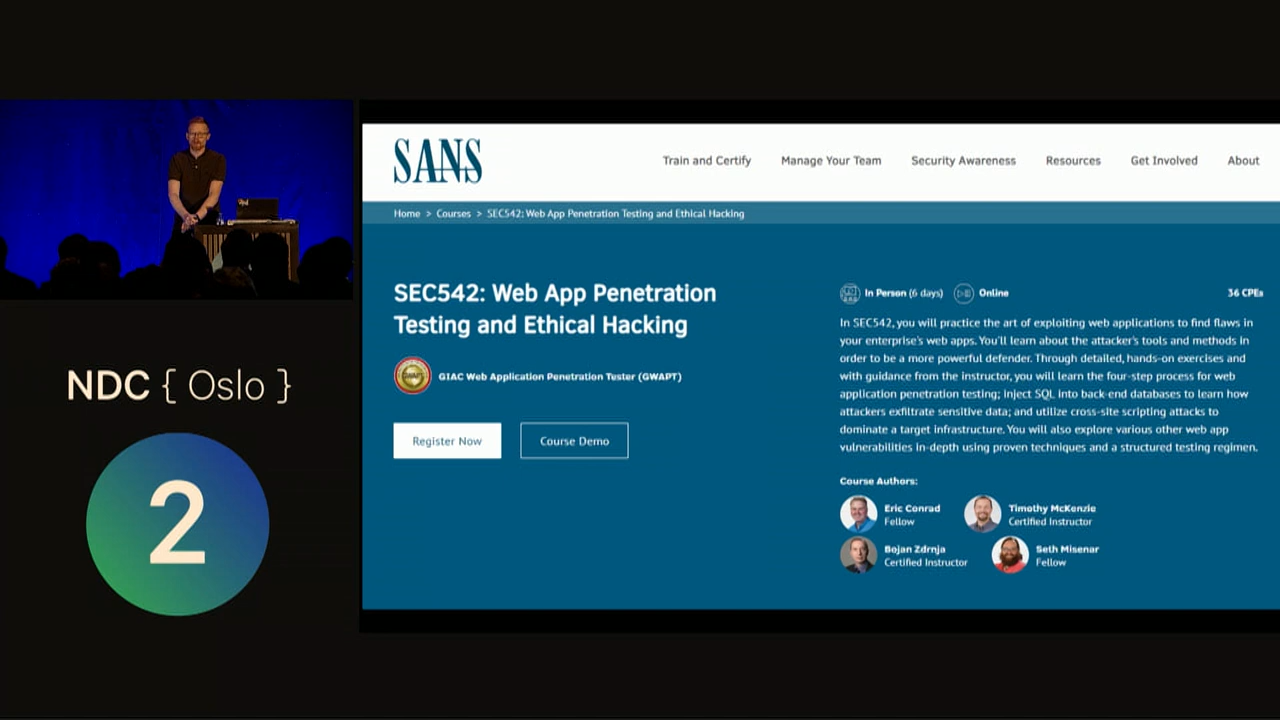 NDC { Oslo }
2
SANS
Train and Certify
Manage Your Team
Security Awareness
Resources
Get Involved
About
Home > Courses > SEC542: Web App Penetration Testing and Ethical Hacking
SEC542: Web App Penetration
Testing and Ethical Hacking
GIAC Web Application Penetration Tester (GWAPT)
Register Now
Course Demo
In Person (6 days)
Online
36 CPEs
In SEC542, you will practice the art of exploiting web applications to find flaws in
your enterprise's web apps. You'll learn about the attacker's tools and methods in
order to be a more powerful defender. Through detailed, hands-on exercises and
with guidance from the instructor, you will learn the four-step process for web
application penetration testing; inject SQL into back-end databases to learn how
attackers exfiltrate sensitive data; and utilize cross-site scripting attacks to
dominate a target infrastructure. You will also explore various other web app
vulnerabilities in-depth using proven techniques and a structured testing regimen.
Course Authors:
Eric Conrad
Fellow
Timothy McKenzie
Certified Instructor
Bojan Zdrnja
Certified Instructor
Seth Misenar
Fellow